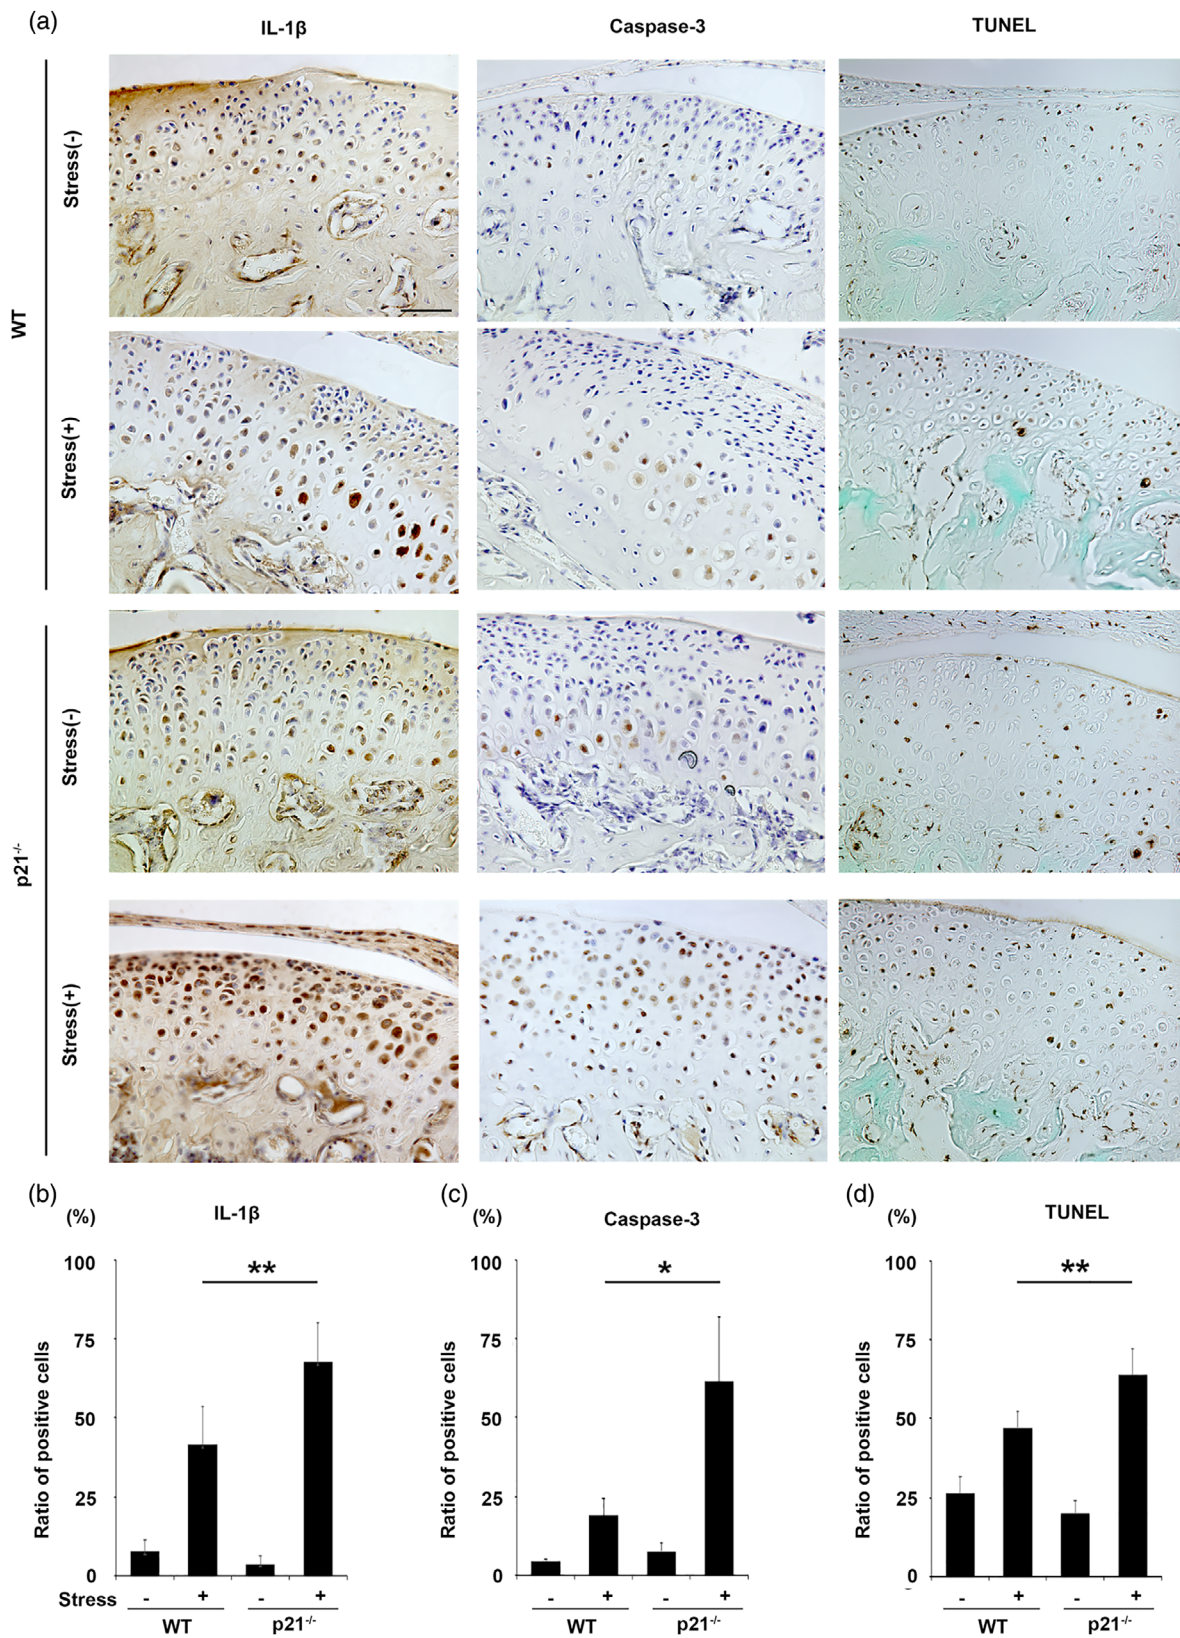 (a)
IL-1β Caspase-3 TUNEL
WT
Stress(-)
Stress(+)
p21-/-
Stress(-)
Stress(+)
(b)
(%)
IL-1β
Ratio of positive cells
100
75
50
25
0
**
Stress - + - +
WT p21-/-
(c)
(%)
Caspase-3
Ratio of positive cells
100
75
50
25
0
*
- + - +
WT p21-/-
(d)
(%)
TUNEL
Ratio of positive cells
100
75
50
25
0
**
- + - +
WT p21-/-